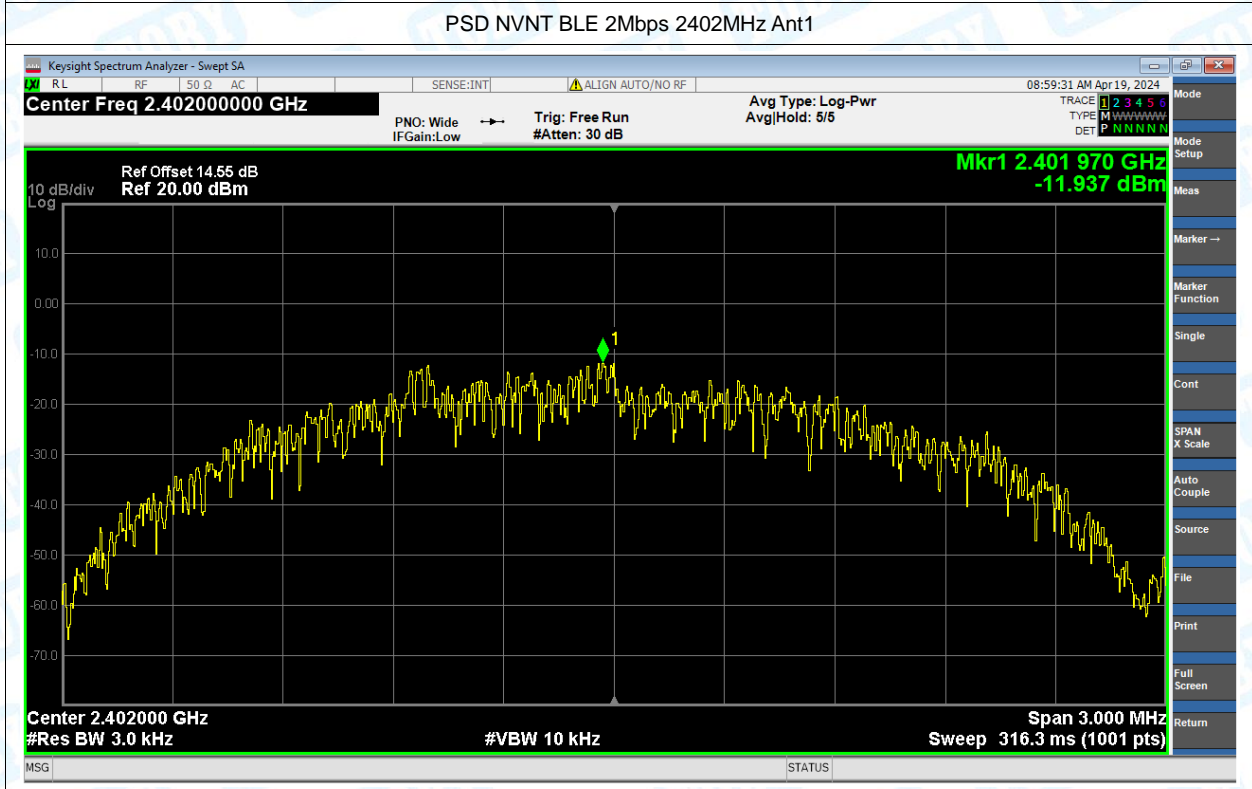 PSD NVNT BLE 2Mbps 2402MHz Ant1
Keysight Spectrum Analyzer - Swept SA
LXI RL RF 50 Ω AC SENSE:INT ALIGN AUTO/NO RF 08:59:31 AM Apr 19, 2024
Center Freq 2.402000000 GHz
PNO: Wide
IFGain:Low
Trig: Free Run
#Atten: 30 dB
Avg Type: Log-Pwr
Avg|Hold: 5/5
TRACE 1 2 3 4 5 6
TYPE M W W W W W
DET P N N N N N
Mkr1 2.401 970 GHz
-11.937 dBm
Ref Offset 14.55 dB
10 dB/div Ref 20.00 dBm
Log
10.0
0.00
-10.0
-20.0
-30.0
-40.0
-50.0
-60.0
-70.0
1
Center 2.402000 GHz Span 3.000 MHz
#Res BW 3.0 kHz #VBW 10 kHz Sweep 316.3 ms (1001 pts)
MSG STATUS
Mode
Mode
Setup
Meas
Marker →
Marker
Function
Single
Cont
SPAN
X Scale
Auto
Couple
Source
File
Print
Full
Screen
Return